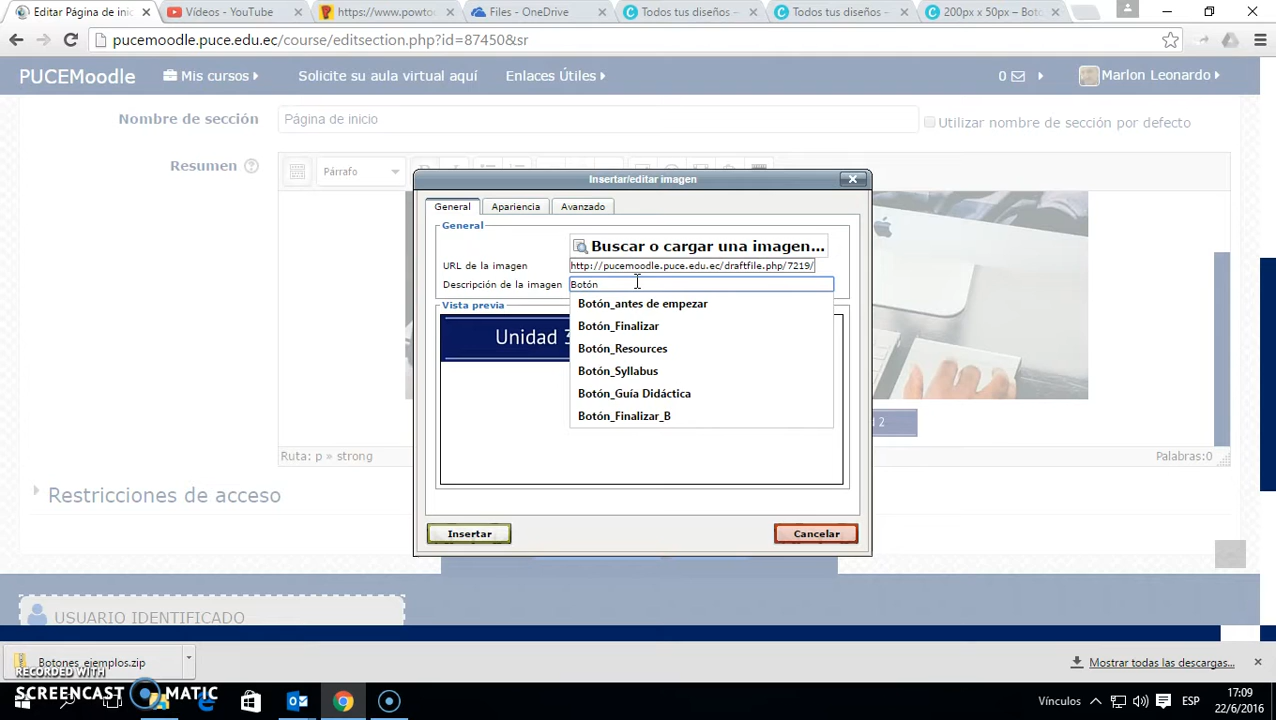 Editar Página de inic
Vídeos - YouTube
https://www.powtoo
Files - OneDrive
Todos tus diseños –
Todos tus diseños –
200px x 50px – Boto
pucemoodle.puce.edu.ec/course/editsection.php?id=87450&sr
PUCEMoodle
Mis cursos
Solicite su aula virtual aquí
Enlaces Útiles
0
Marlon Leonardo
Nombre de sección
Página de inicio
Utilizar nombre de sección por defecto
Resumen
Párrafo
Insertar/editar imagen
General
Apariencia
Avanzado
General
Buscar o cargar una imagen...
URL de la imagen
http://pucemoodle.puce.edu.ec/draftfile.php/7219/
Descripción de la imagen
Botón
Vista previa
Unidad 3
Botón_antes de empezar
Botón_Finalizar
Botón_Resources
Botón_Syllabus
Botón_Guía Didáctica
Botón_Finalizar_B
d 2
Ruta: p » strong
Palabras:0
Restricciones de acceso
Insertar
Cancelar
USUARIO IDENTIFICADO
Botones_ejemplos.zip
Mostrar todas las descargas...
RECORDED WITH
SCREENCAST MATIC
Vínculos
ESP
17:09
22/6/2016